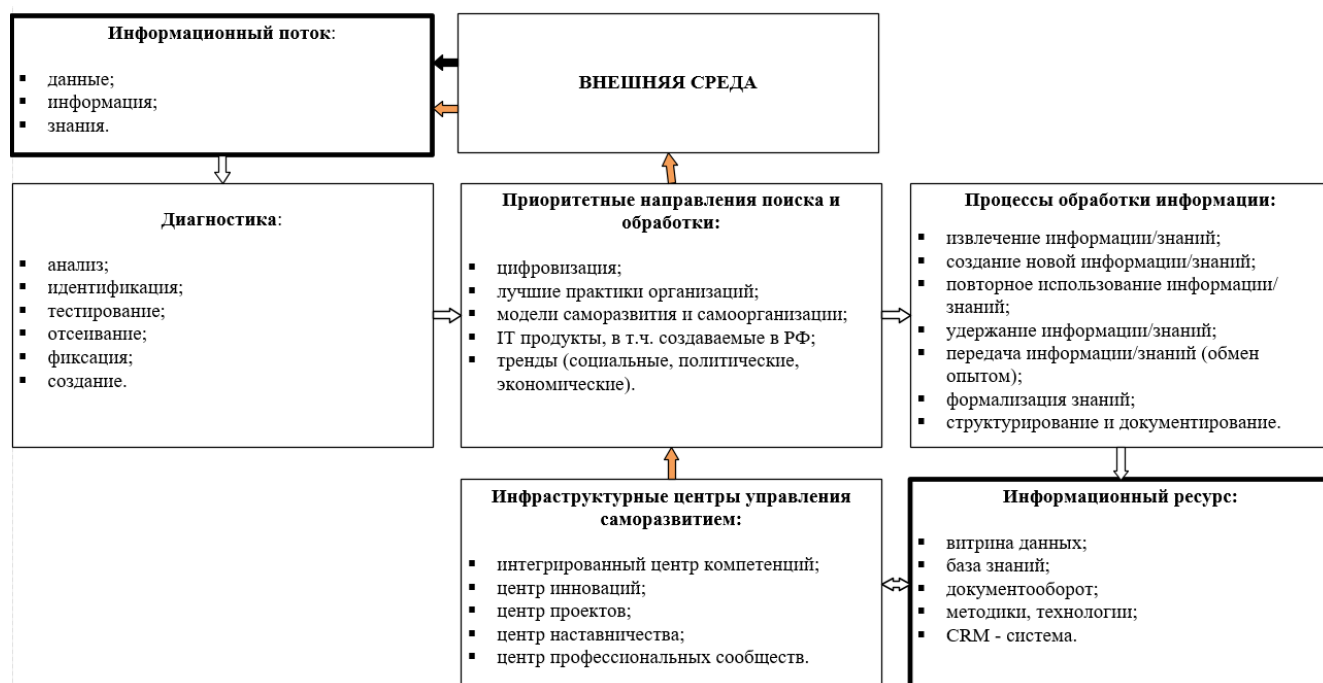 Информационный поток:
▪ данные;
▪ информация;
▪ знания.
ВНЕШНЯЯ СРЕДА
Диагностика:
▪ анализ;
▪ идентификация;
▪ тестирование;
▪ отсеивание;
▪ фиксация;
▪ создание.
Приоритетные направления поиска и
обработки:
▪ цифровизация;
▪ лучшие практики организаций;
▪ модели саморазвития и самоорганизации;
▪ IT продукты, в т.ч. создаваемые в РФ;
▪ тренды (социальные, политические,
экономические).
Процессы обработки информации:
▪ извлечение информации/знаний;
▪ создание новой информации/знаний;
▪ повторное использование информации/
знаний;
▪ удержание информации/знаний;
▪ передача информации/знаний (обмен
опытом);
▪ формализация знаний;
▪ структурирование и документирование.
Инфраструктурные центры управления
саморазвитием:
▪ интегрированный центр компетенций;
▪ центр инноваций;
▪ центр проектов;
▪ центр наставничества;
▪ центр профессиональных сообществ.
Информационный ресурс:
▪ витрина данных;
▪ база знаний;
▪ документооборот;
▪ методики, технологии;
▪ CRM - система.